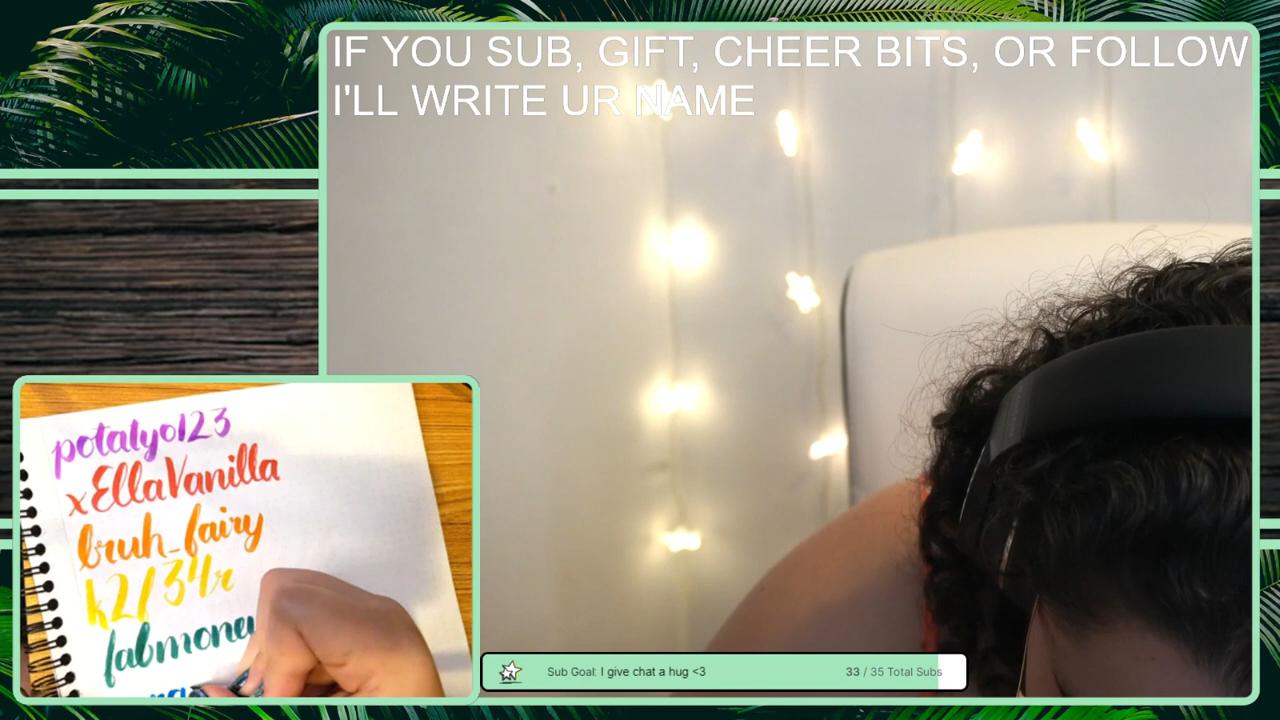 IF YOU SUB, GIFT, CHEER BITS, OR FOLLOW
I'LL WRITE UR NAME
potatyo123
xEllaVanilla
bruh_fairy
fabmona
Sub Goal: I give chat a hug <3 33 / 35 Total Subs